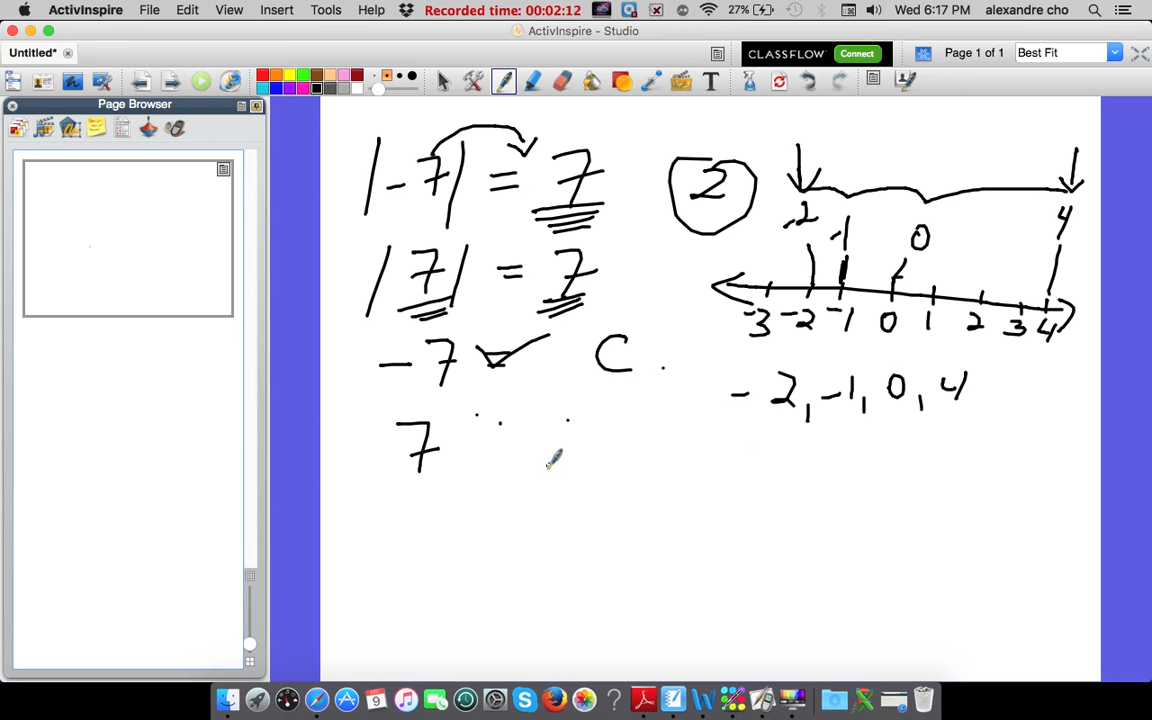 ActivInspire File Edit View Insert Tools Recorded time: 00:02:12 27% Wed 6:17 PM alexandre cho
ActivInspire - Studio
Untitled* CLASSFLOW Connect Page 1 of 1 Best Fit
T
Page Browser
|-7| = 7
|7| = 7
-7 C.
7
2
-2 -1 0 4
-3 -2 -1 0 1 2 3 4
-2, -1, 0, 4
9